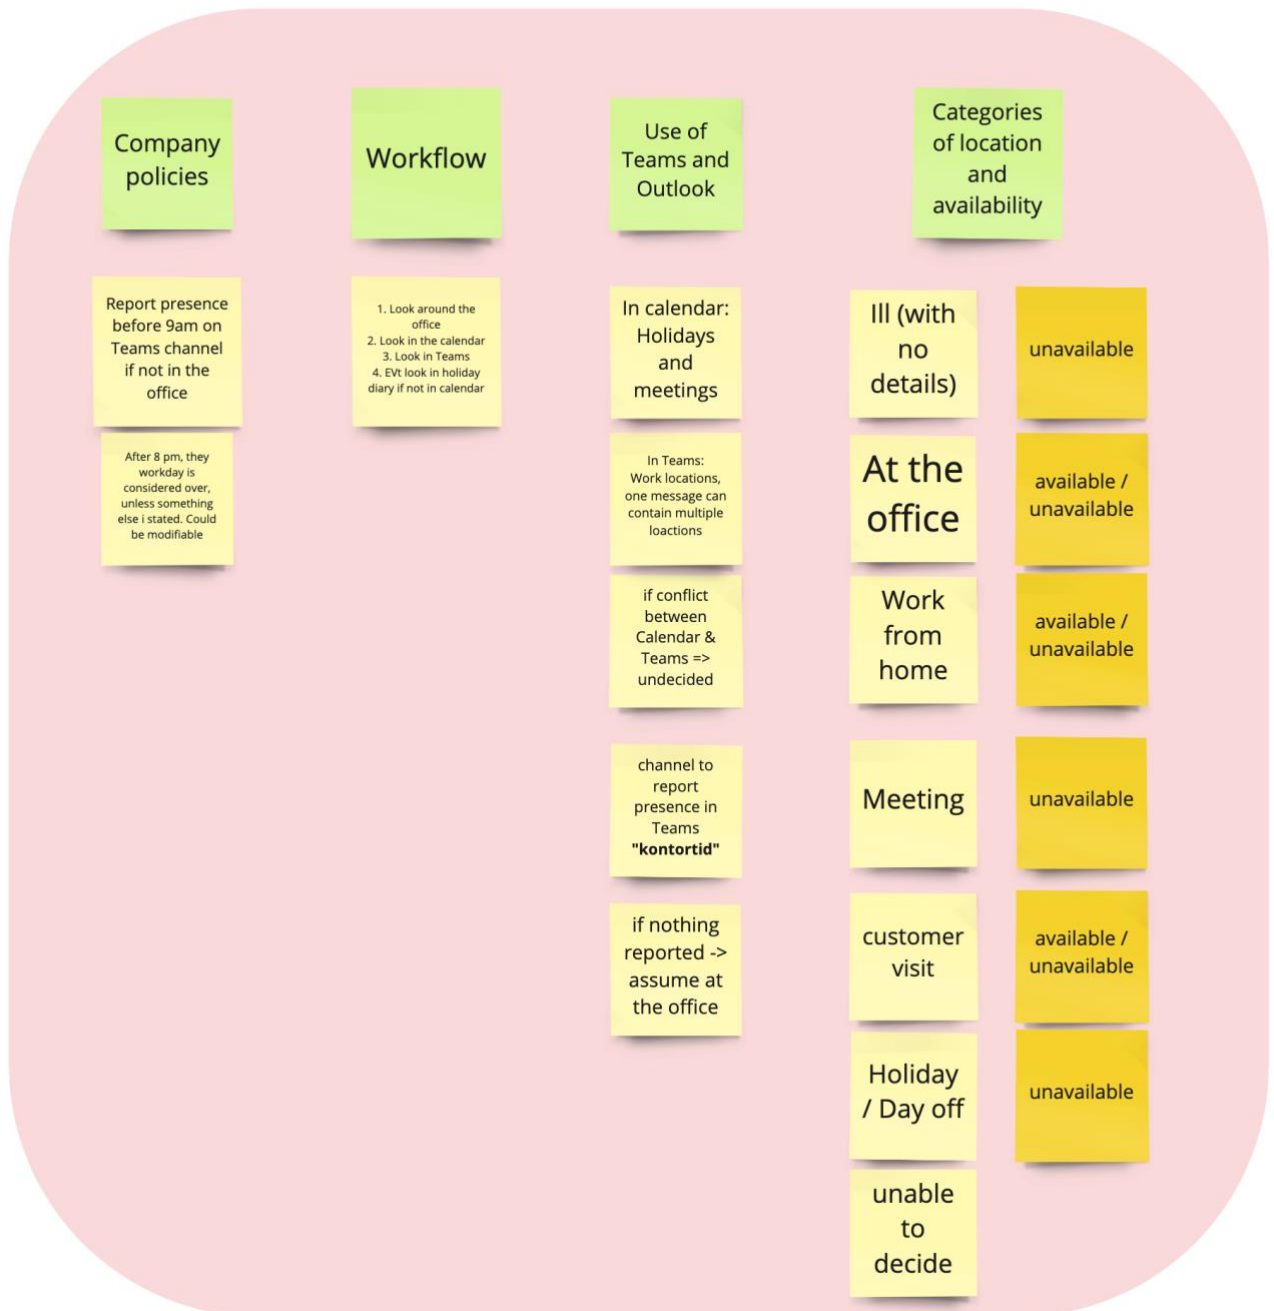 Company
policies
Workflow
Use of
Teams and
Outlook
Categories
of location
and
availability
Report presence
before 9am on
Teams channel
if not in the
office
After 8 pm, they
workday is
considered over,
unless something
else i stated. Could
be modifiable
1. Look around the
office
2. Look in the calendar
3. Look in Teams
4. EVt look in holiday
diary if not in calendar
In calendar:
Holidays
and
meetings
In Teams:
Work locations,
one message can
contain multiple
loactions
if conflict
between
Calendar &
Teams =>
undecided
channel to
report
presence in
Teams
"kontortid"
if nothing
reported ->
assume at
the office
Ill (with
no
details)
unavailable
At the
office
available /
unavailable
Work
from
home
available /
unavailable
Meeting
unavailable
customer
visit
available /
unavailable
Holiday
/ Day off
unavailable
unable
to
decide